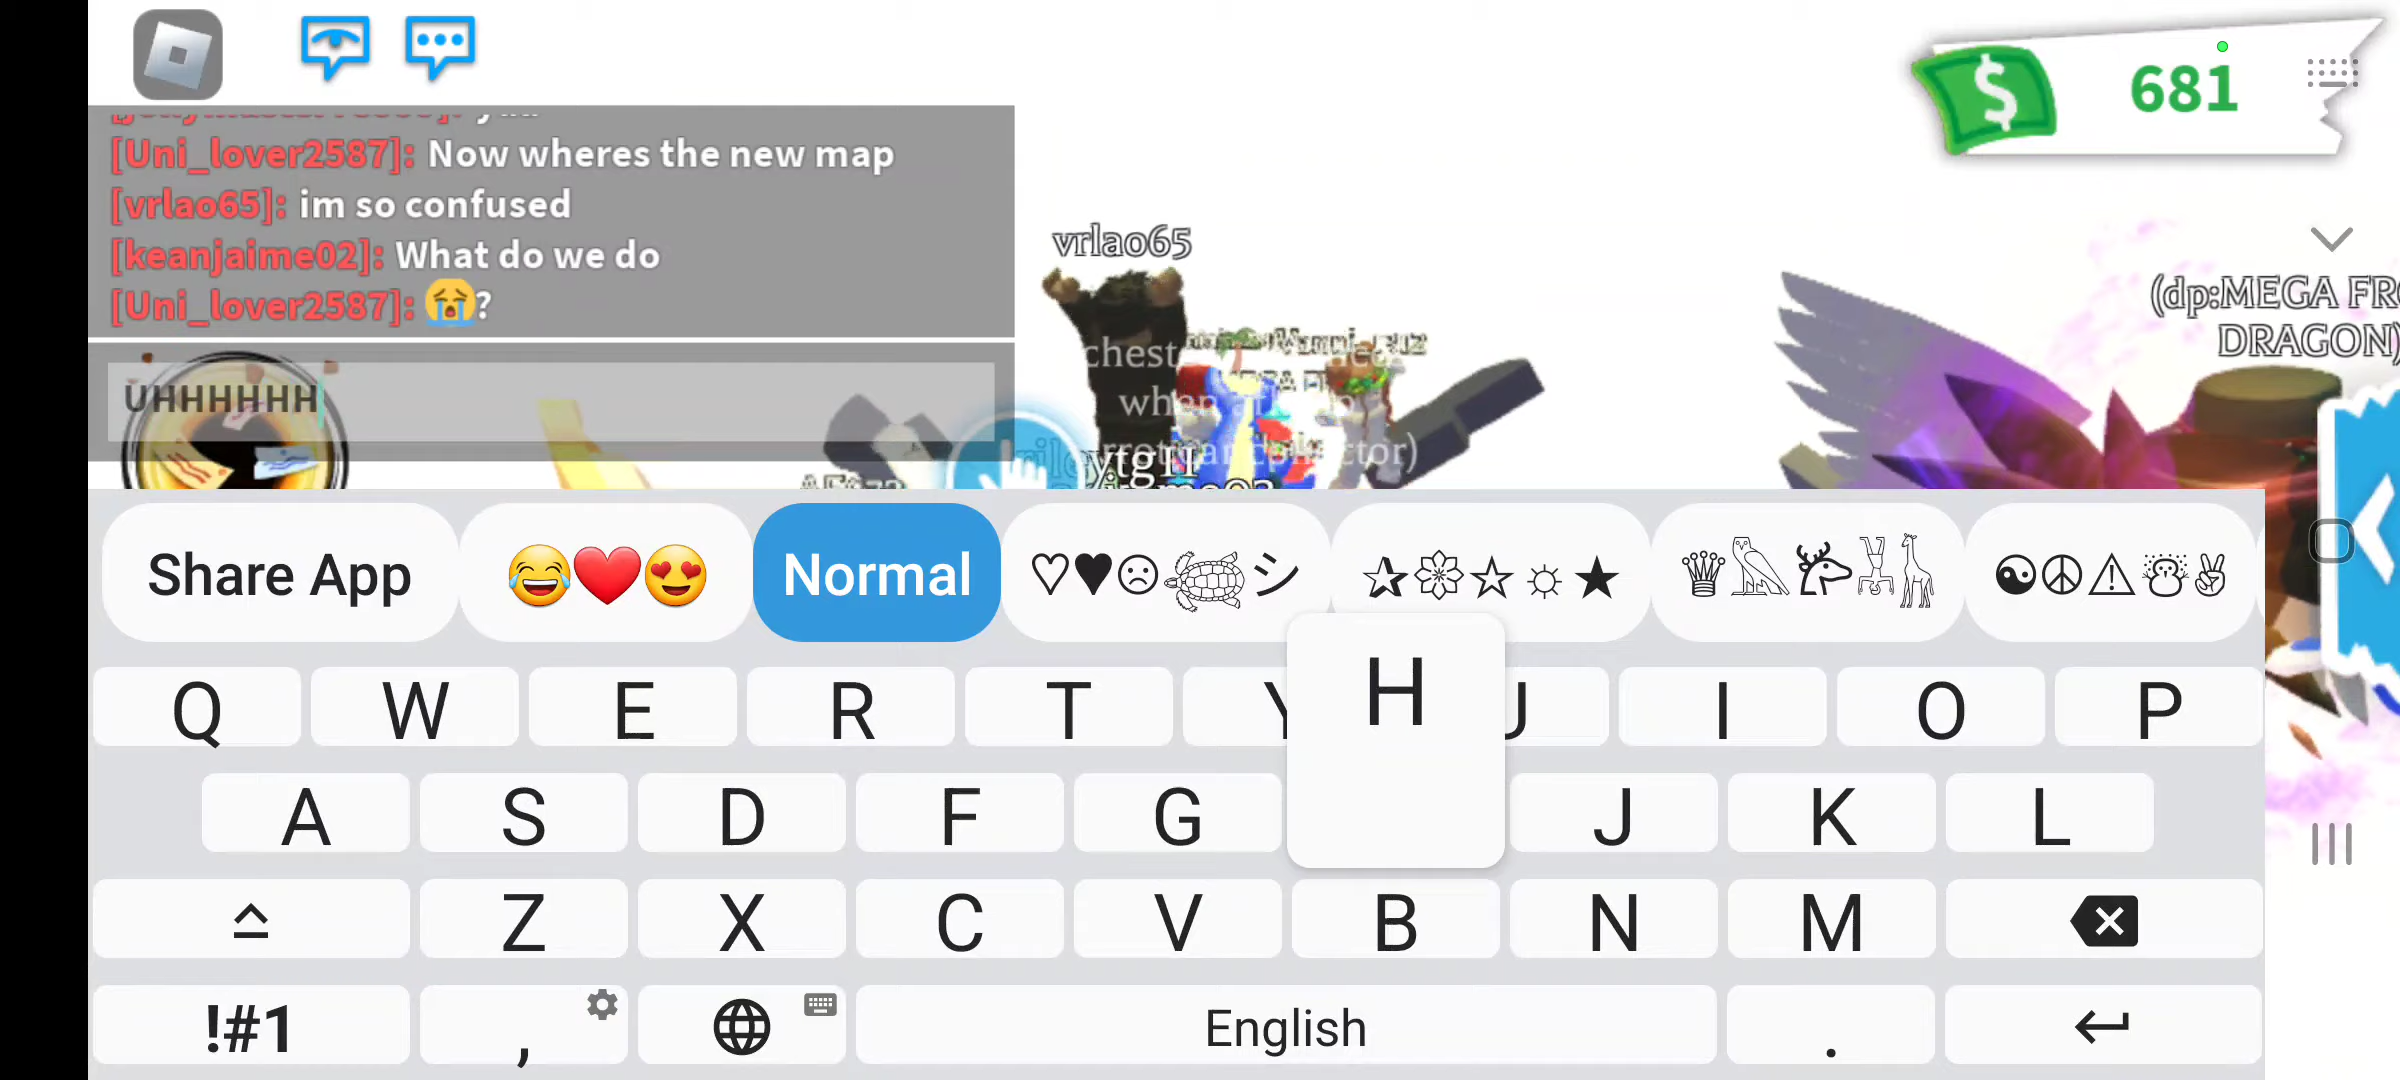 681
[Uni_lover2587]: Now wheres the new map
[vrlao65]: im so confused
[keanjaime02]: What do we do
[Uni_lover2587]: 😭?
UHHHHHH
vrlao65
(dp:MEGA FR
DRAGON)
Share App
😂❤️😍
Normal
Q W E R T Y H U I O P
A S D F G J K L
Z X C V B N M
!#1 , English .